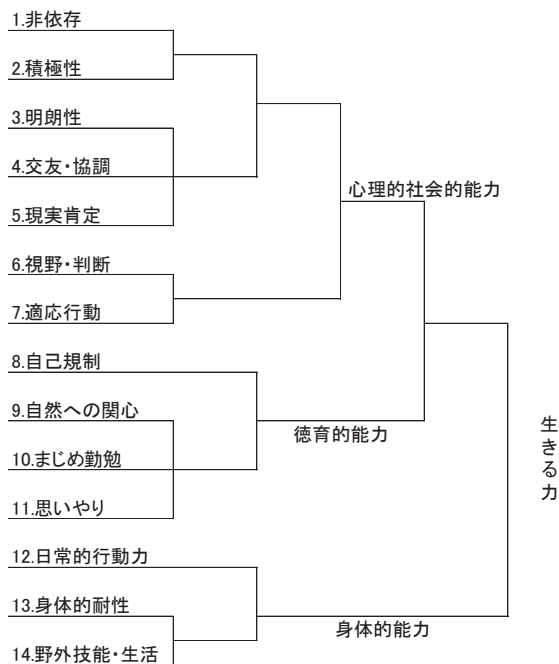 1.非依存
2.積極性
3.明朗性
4.交友・協調
5.現実肯定
6.視野・判断
7.適応行動
8.自己規制
9.自然への関心
10.まじめ勤勉
11.思いやり
12.日常的行動力
13.身体的耐性
14.野外技能・生活
心理的社会的能力
徳育的能力
身体的能力
生きる力